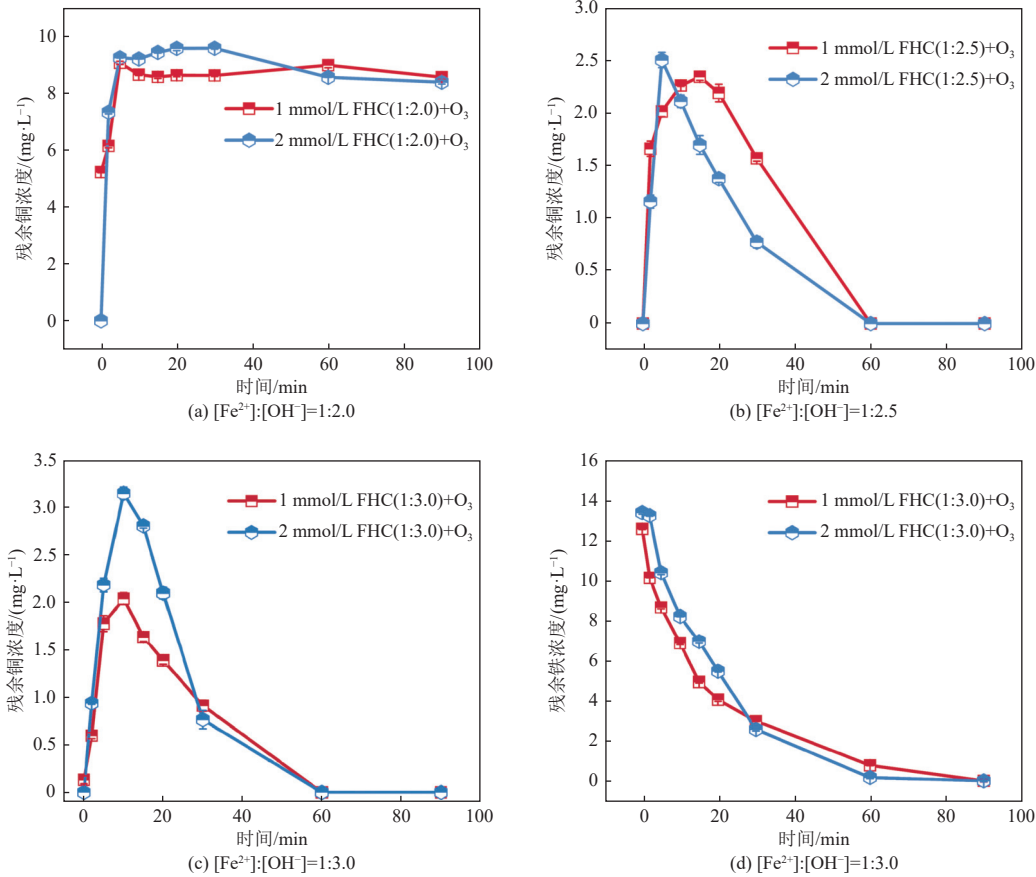 残余铜浓度/(mg·L⁻¹)
10
8
6
4
2
0
1 mmol/L FHC(1:2.0)+O₃
2 mmol/L FHC(1:2.0)+O₃
0 20 40 60 80 100
时间/min
(a) [Fe²⁺]:[OH⁻]=1:2.0
残余铜浓度/(mg·L⁻¹)
3.0
2.5
2.0
1.5
1.0
0.5
0
1 mmol/L FHC(1:2.5)+O₃
2 mmol/L FHC(1:2.5)+O₃
0 20 40 60 80 100
时间/min
(b) [Fe²⁺]:[OH⁻]=1:2.5
残余铜浓度/(mg·L⁻¹)
3.5
3.0
2.5
2.0
1.5
1.0
0.5
0
1 mmol/L FHC(1:3.0)+O₃
2 mmol/L FHC(1:3.0)+O₃
0 20 40 60 80 100
时间/min
(c) [Fe²⁺]:[OH⁻]=1:3.0
残余铁浓度/(mg·L⁻¹)
16
14
12
10
8
6
4
2
0
1 mmol/L FHC(1:3.0)+O₃
2 mmol/L FHC(1:3.0)+O₃
0 20 40 60 80 100
时间/min
(d) [Fe²⁺]:[OH⁻]=1:3.0